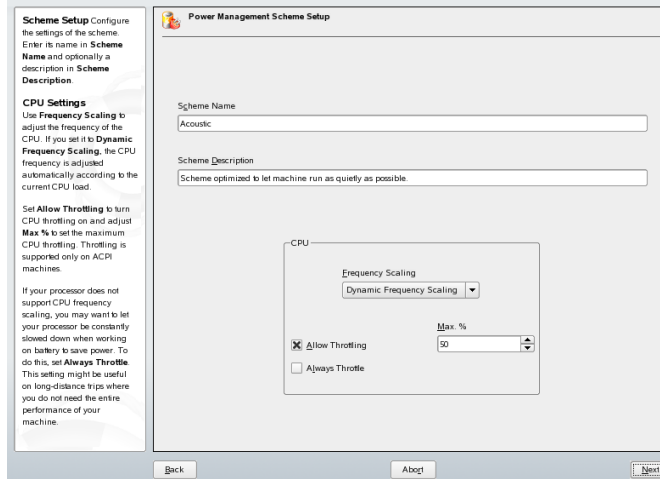 Scheme Setup Configure
the settings of the scheme.
Enter its name in Scheme
Name and optionally a
description in Scheme
Description.
CPU Settings
Use Frequency Scaling to
adjust the frequency of the
CPU. If you set it to Dynamic
Frequency Scaling, the CPU
frequency is adjusted
automatically according to the
current CPU load.
Set Allow Throttling to turn
CPU throttling on and adjust
Max % to set the maximum
CPU throttling. Throttling is
supported only on ACPI
machines.
If your processor does not
support CPU frequency
scaling, you may want to let
your processor be constantly
slowed down when working
on battery to save power. To
do this, set Always Throttle.
This setting might be useful
on long-distance trips where
you do not need the entire
performance of your
machine.
Power Management Scheme Setup
Scheme Name
Acoustic
Scheme Description
Scheme optimized to let machine run as quietly as possible.
CPU
Frequency Scaling
Dynamic Frequency Scaling
Max. %
Allow Throttling
50
Always Throttle
Back
Abort
Next